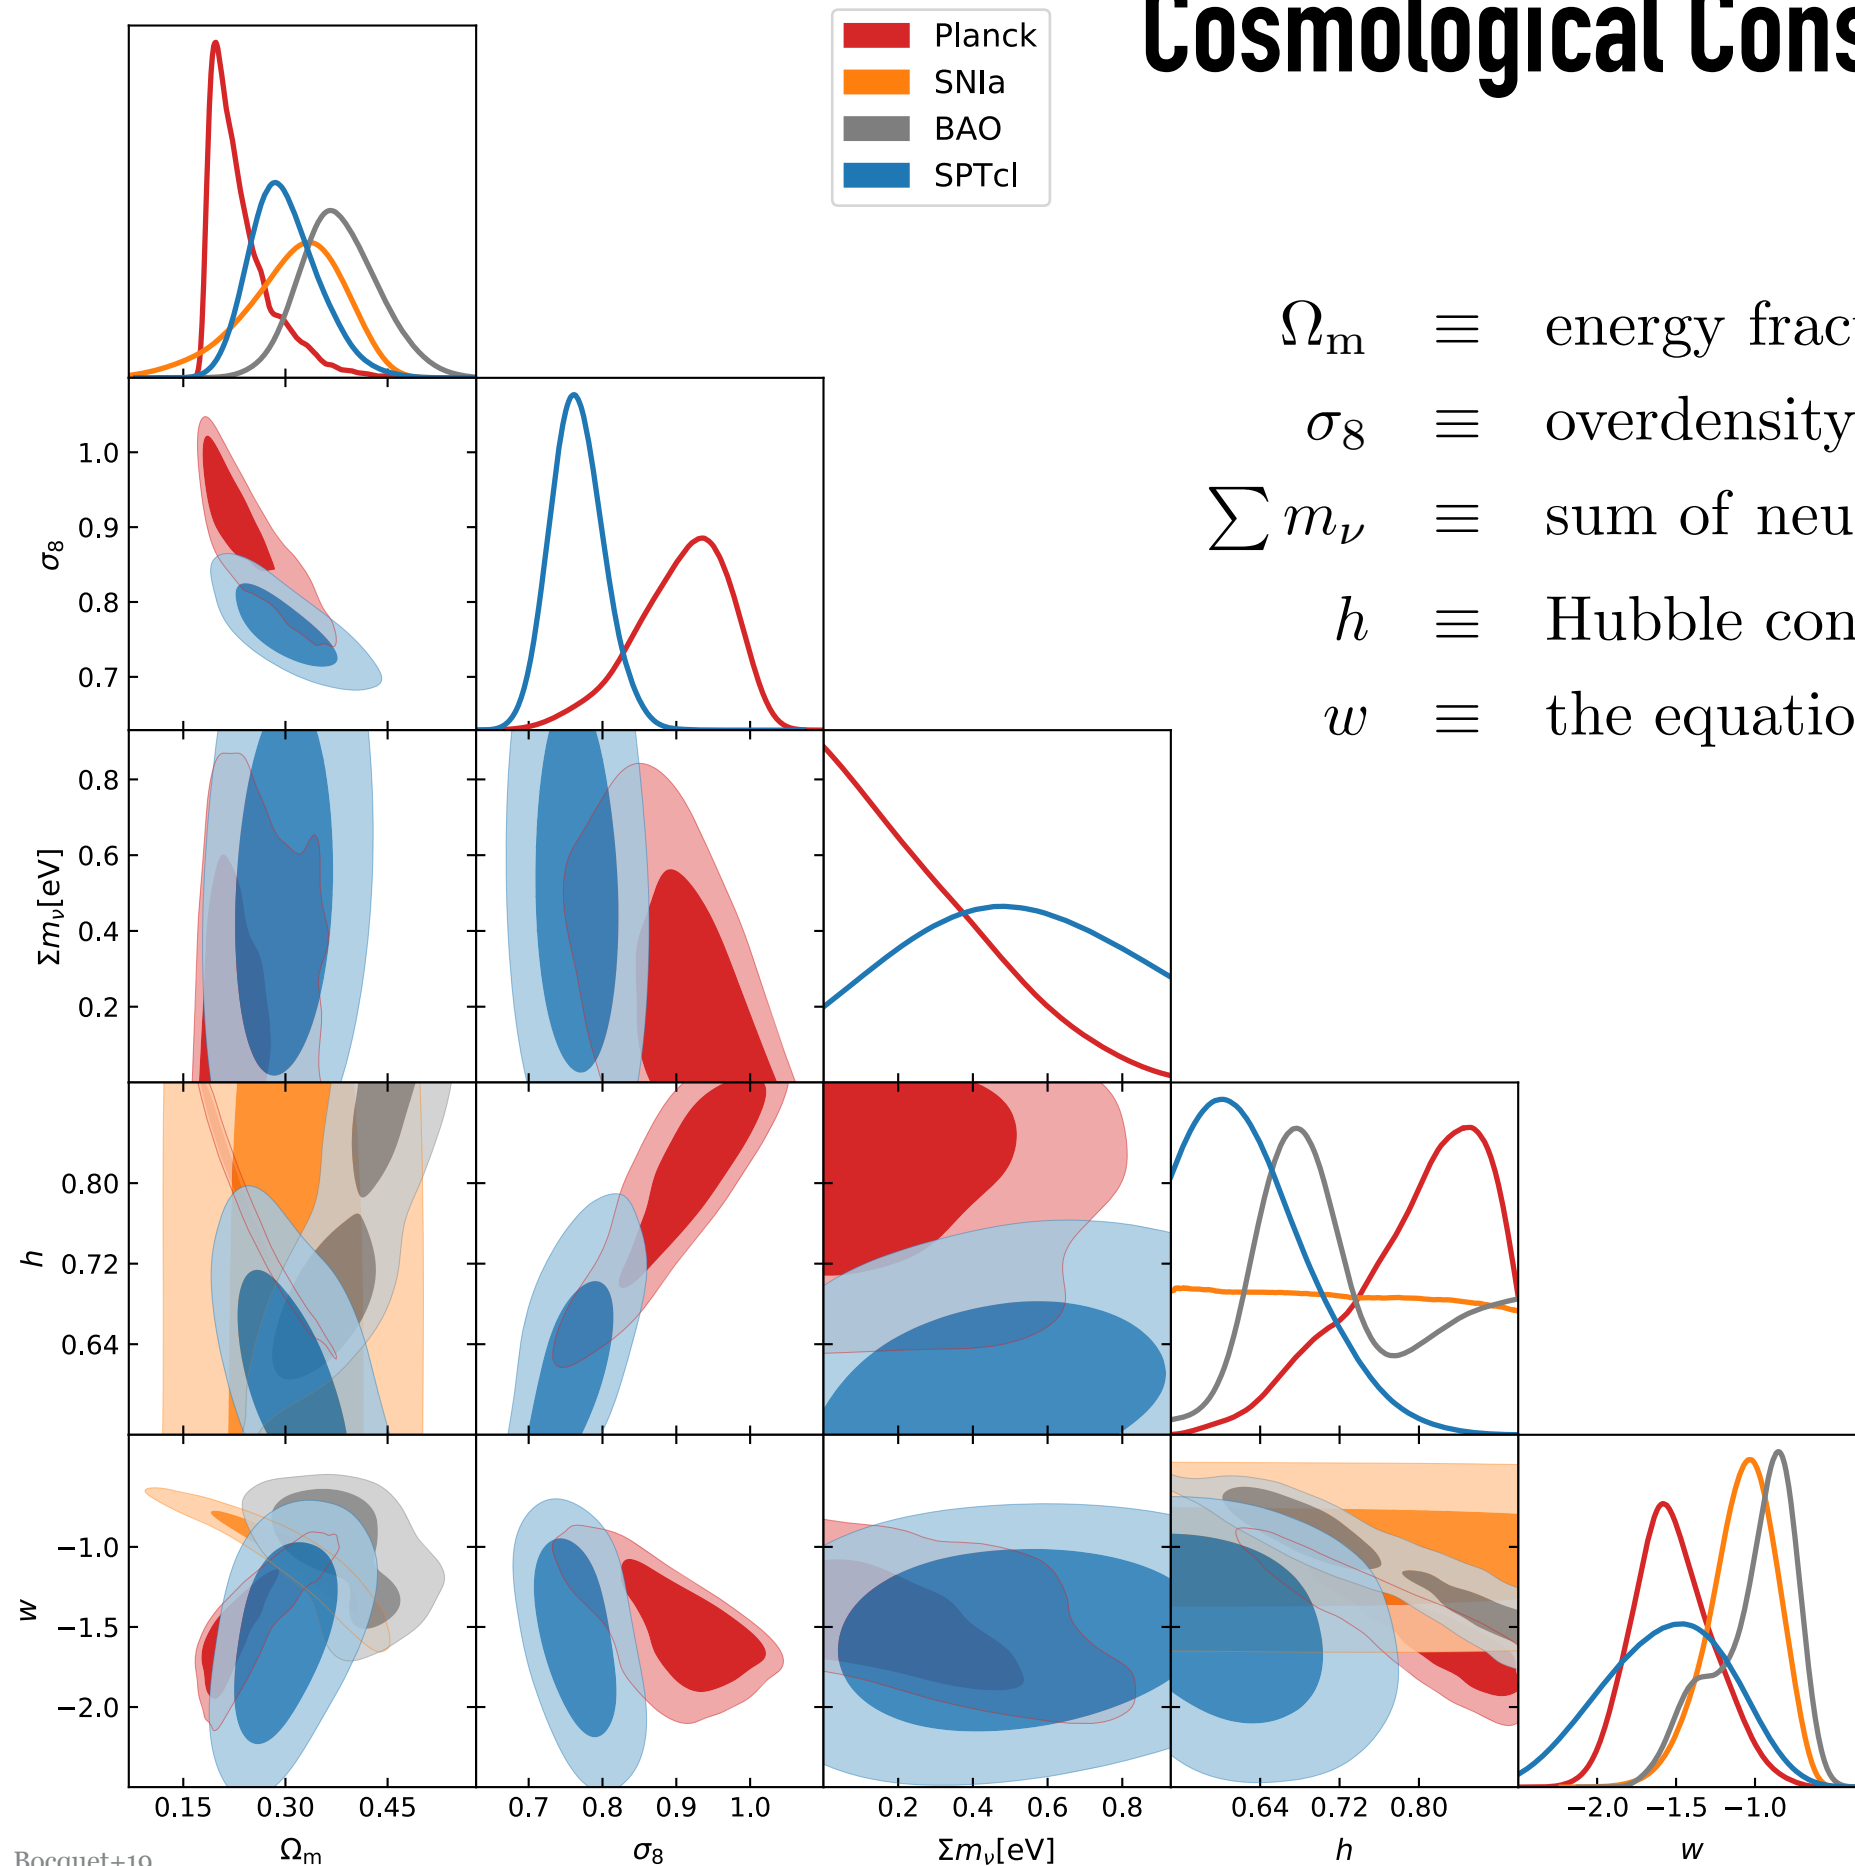 Cosmological Cons
Planck
SNIa
BAO
SPTcl
Ωm ≡ energy frac
σ8 ≡ overdensity
∑ mν ≡ sum of neu
h ≡ Hubble con
w ≡ the equatio
σ8
1.0
0.9
0.8
0.7
Σmν[eV]
0.8
0.6
0.4
0.2
h
0.80
0.72
0.64
w
−1.0
−1.5
−2.0
0.15 0.30 0.45 0.7 0.8 0.9 1.0 0.2 0.4 0.6 0.8 0.64 0.72 0.80 −2.0 −1.5 −1.0
Ωm σ8 Σmν[eV] h w
Bocquet+19